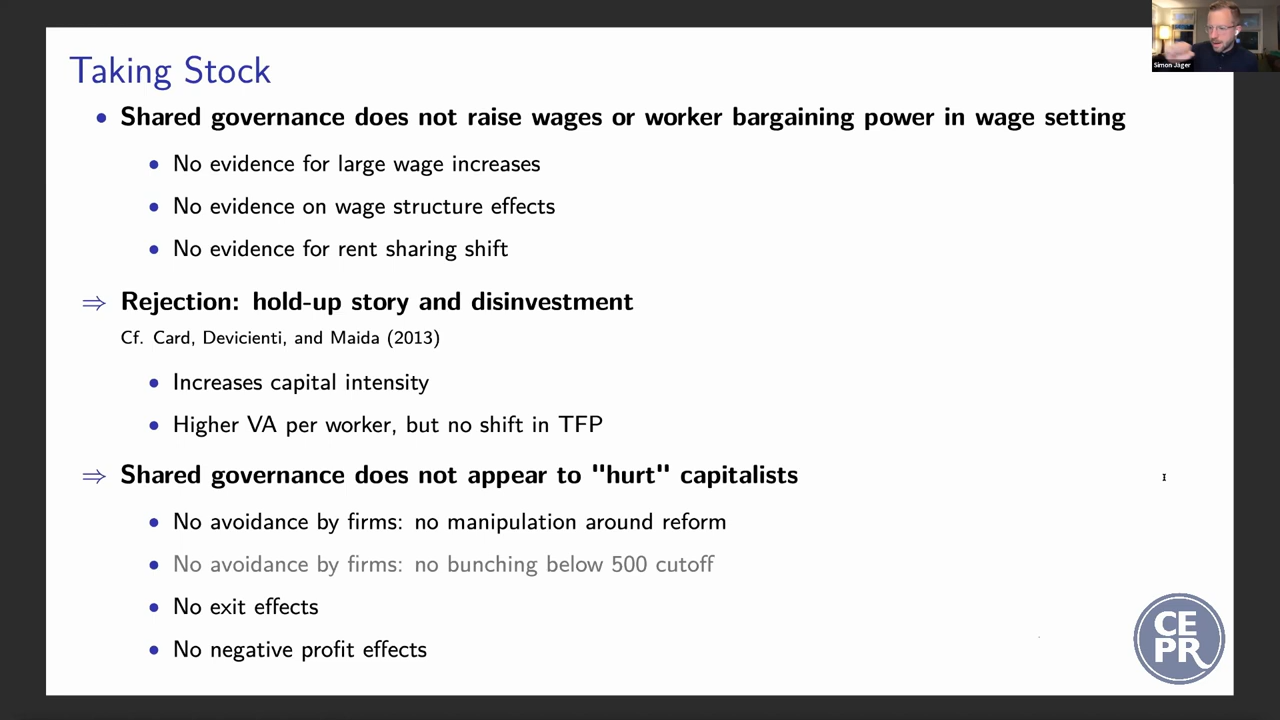 Simon Jäger
Taking Stock
• Shared governance does not raise wages or worker bargaining power in wage setting
• No evidence for large wage increases
• No evidence on wage structure effects
• No evidence for rent sharing shift
⇒ Rejection: hold-up story and disinvestment
Cf. Card, Devicienti, and Maida (2013)
• Increases capital intensity
• Higher VA per worker, but no shift in TFP
⇒ Shared governance does not appear to "hurt" capitalists
• No avoidance by firms: no manipulation around reform
• No avoidance by firms: no bunching below 500 cutoff
• No exit effects
• No negative profit effects
CE
PR